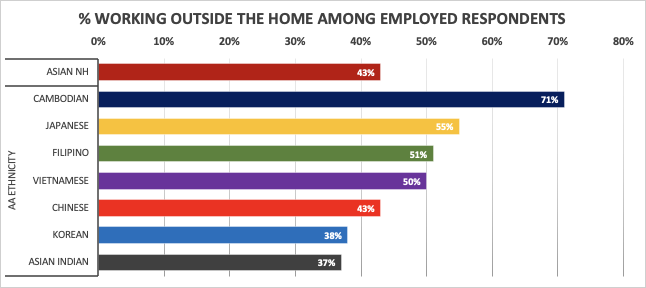 % WORKING OUTSIDE THE HOME AMONG EMPLOYED RESPONDENTS
0% 10% 20% 30% 40% 50% 60% 70% 80%
ASIAN NH 43%
AA ETHNICITY
CAMBODIAN 71%
JAPANESE 55%
FILIPINO 51%
VIETNAMESE 50%
CHINESE 43%
KOREAN 38%
ASIAN INDIAN 37%